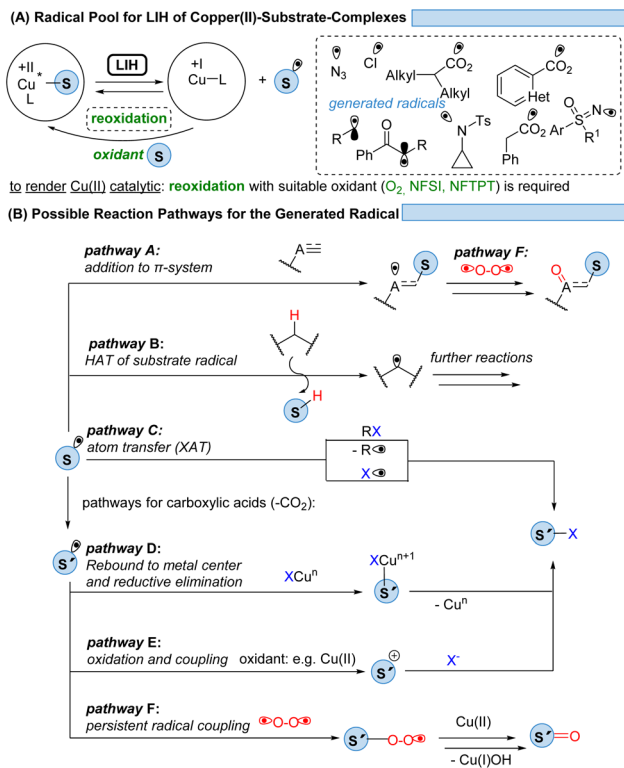 (A) Radical Pool for LIH of Copper(II)-Substrate-Complexes
+II
Cu * S
L
LIH
+I
Cu—L
+ S
reoxidation
oxidant S
N3
Cl
Alkyl
CO2
Alkyl
CO2
Het
generated radicals
R
Ph
O
R
N
Ts
CO2
Ph
O
N
Ar
S
R1
to render Cu(II) catalytic: reoxidation with suitable oxidant (O2, NFSI, NFTPT) is required
(B) Possible Reaction Pathways for the Generated Radical
pathway A:
addition to π-system
A
A
S
pathway F:
O-O
O
A
S
pathway B:
HAT of substrate radical
H
S H
further reactions
S
pathway C:
atom transfer (XAT)
RX
- R
X
pathways for carboxylic acids (-CO2):
S′
S′ X
pathway D:
Rebound to metal center
and reductive elimination
XCun
XCun+1
S′
- Cun
pathway E:
oxidation and coupling
oxidant: e.g. Cu(II)
S′ ⊕
X-
pathway F:
persistent radical coupling
O-O
S′ O-O
Cu(II)
- Cu(I)OH
S′=O